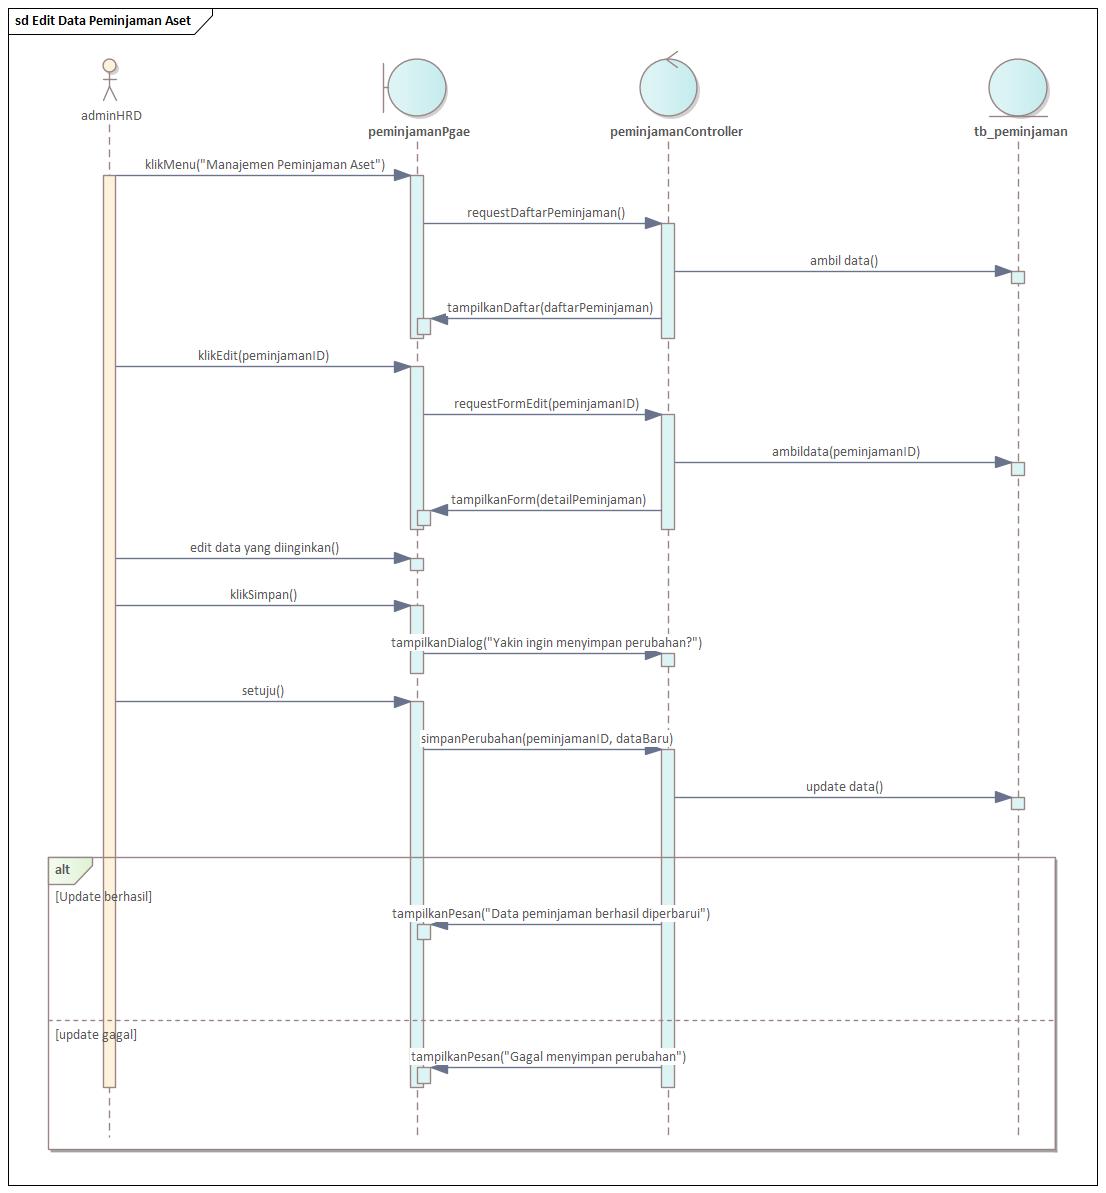 sd Edit Data Peminjaman Aset
adminHRD
peminjamanPgae
peminjamanController
tb_peminjaman
klikMenu("Manajemen Peminjaman Aset")
requestDaftarPeminjaman()
ambil data()
tampilkanDaftar(daftarPeminjaman)
klikEdit(peminjamanID)
requestFormEdit(peminjamanID)
ambildata(peminjamanID)
tampilkanForm(detailPeminjaman)
edit data yang diinginkan()
klikSimpan()
tampilkanDialog("Yakin ingin menyimpan perubahan?")
setuju()
simpanPerubahan(peminjamanID, dataBaru)
update data()
alt
[Update berhasil]
tampilkanPesan("Data peminjaman berhasil diperbarui")
[update gagal]
tampilkanPesan("Gagal menyimpan perubahan")